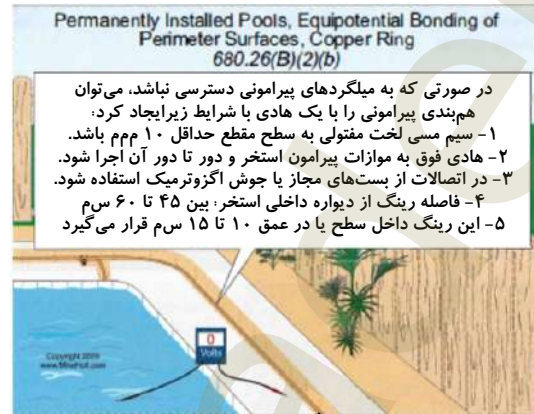 Permanently Installed Pools, Equipotential Bonding of
Perimeter Surfaces, Copper Ring
680.26(B)(2)(b)
در صورتی که به میلگردهای پیرامونی دسترسی نباشد، می‌توان
هم‌بندی پیرامونی را با یک هادی با شرایط زیرایجاد کرد:
۱- سیم مسی لخت مفتولی به سطح مقطع حداقل ۱۰ ممم باشد.
۲- هادی فوق به موازات پیرامون استخر و دور تا دور آن اجرا شود.
۳- در اتصالات از بست‌های مجاز یا جوش اگزوترمیک استفاده شود.
۴- فاصله رینگ از دیواره داخلی استخر: بین ۴۵ تا ۶۰ س‌م
۵- این رینگ داخل سطح یا در عمق ۱۰ تا ۱۵ س‌م قرار می‌گیرد
0
Volts
Copyright 2009
www.MikeHolt.com